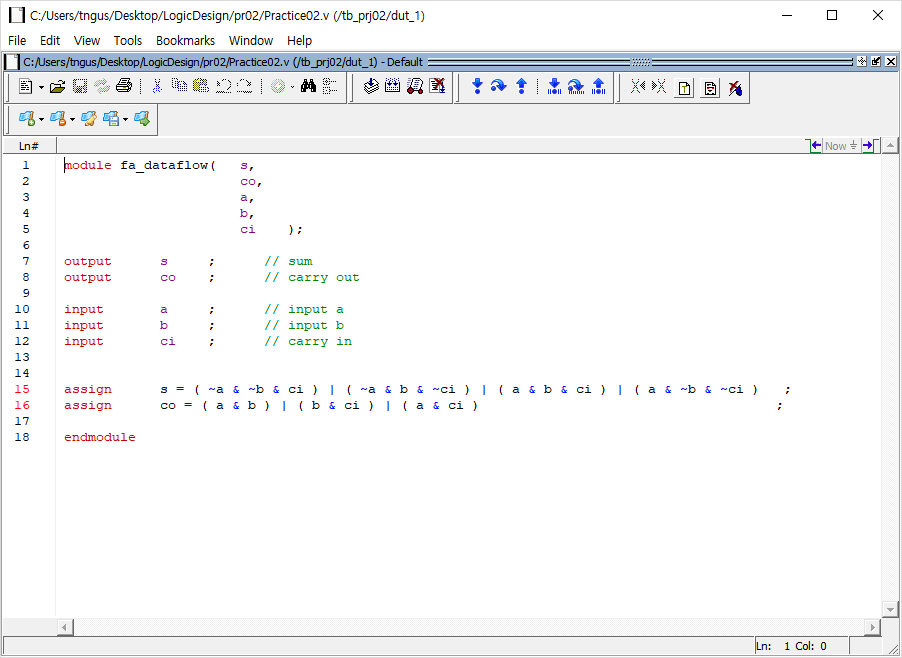 C:/Users/tngus/Desktop/LogicDesign/pr02/Practice02.v (/tb_prj02/dut_1)
File Edit View Tools Bookmarks Window Help
C:/Users/tngus/Desktop/LogicDesign/pr02/Practice02.v (/tb_prj02/dut_1) - Default
Ln#
Now
1 module fa_dataflow( s,
2 co,
3 a,
4 b,
5 ci );
6
7 output s ; // sum
8 output co ; // carry out
9
10 input a ; // input a
11 input b ; // input b
12 input ci ; // carry in
13
14
15 assign s = ( ~a & ~b & ci ) | ( ~a & b & ~ci ) | ( a & b & ci ) | ( a & ~b & ~ci ) ;
16 assign co = ( a & b ) | ( b & ci ) | ( a & ci ) ;
17
18 endmodule
Ln: 1 Col: 0